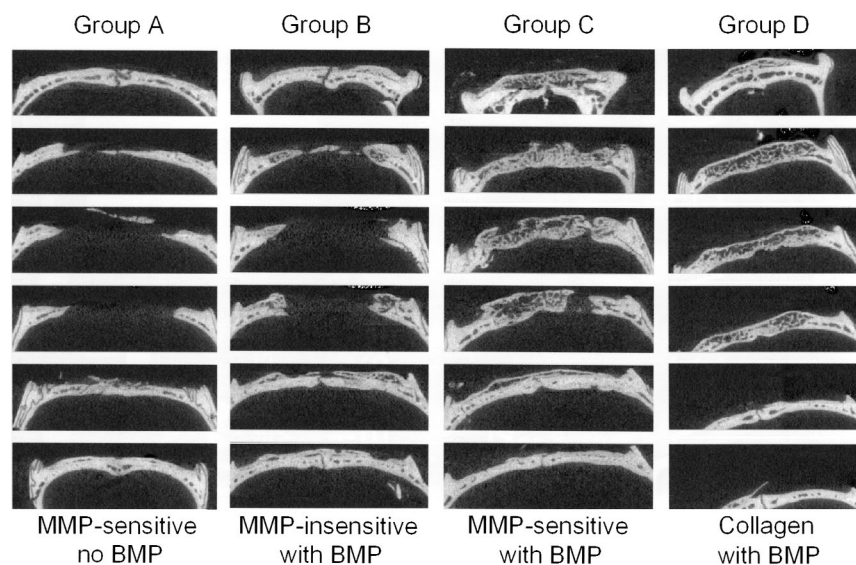 Group A
Group B
Group C
Group D
MMP-sensitive
no BMP
MMP-insensitive
with BMP
MMP-sensitive
with BMP
Collagen
with BMP